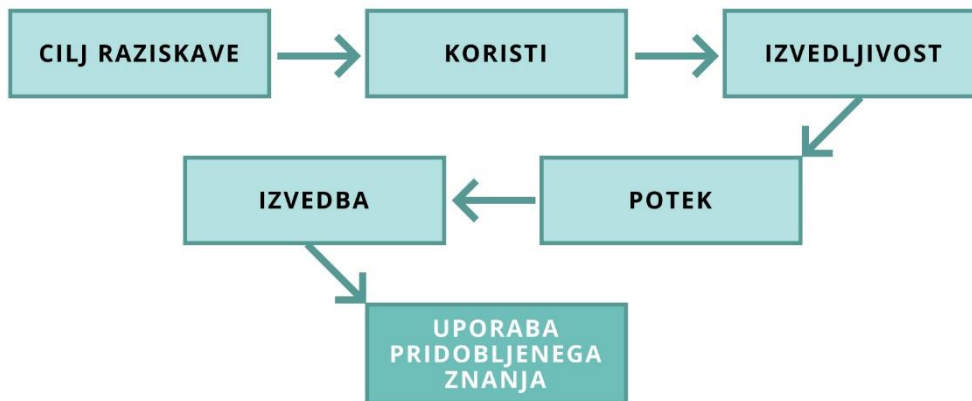 CILJ RAZISKAVE
KORISTI
IZVEDLJIVOST
POTEK
IZVEDBA
UPORABA
PRIDOBLJENEGA
ZNANJA